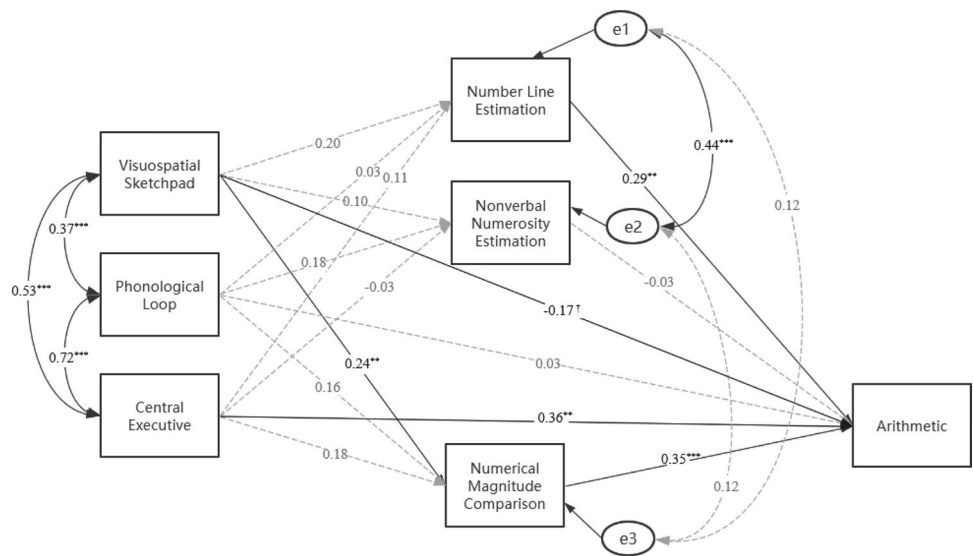 e1
Number Line
Estimation
0.44***
Visuospatial
Sketchpad
0.20
0.03
0.11
0.29**
0.12
0.10
Nonverbal
Numerosity
Estimation
e2
0.37***
0.18
-0.03
-0.03
0.53***
Phonological
Loop
-0.17†
0.72***
0.24**
0.03
0.16
Central
Executive
0.36**
Arithmetic
0.18
Numerical
Magnitude
Comparison
0.35***
0.12
e3